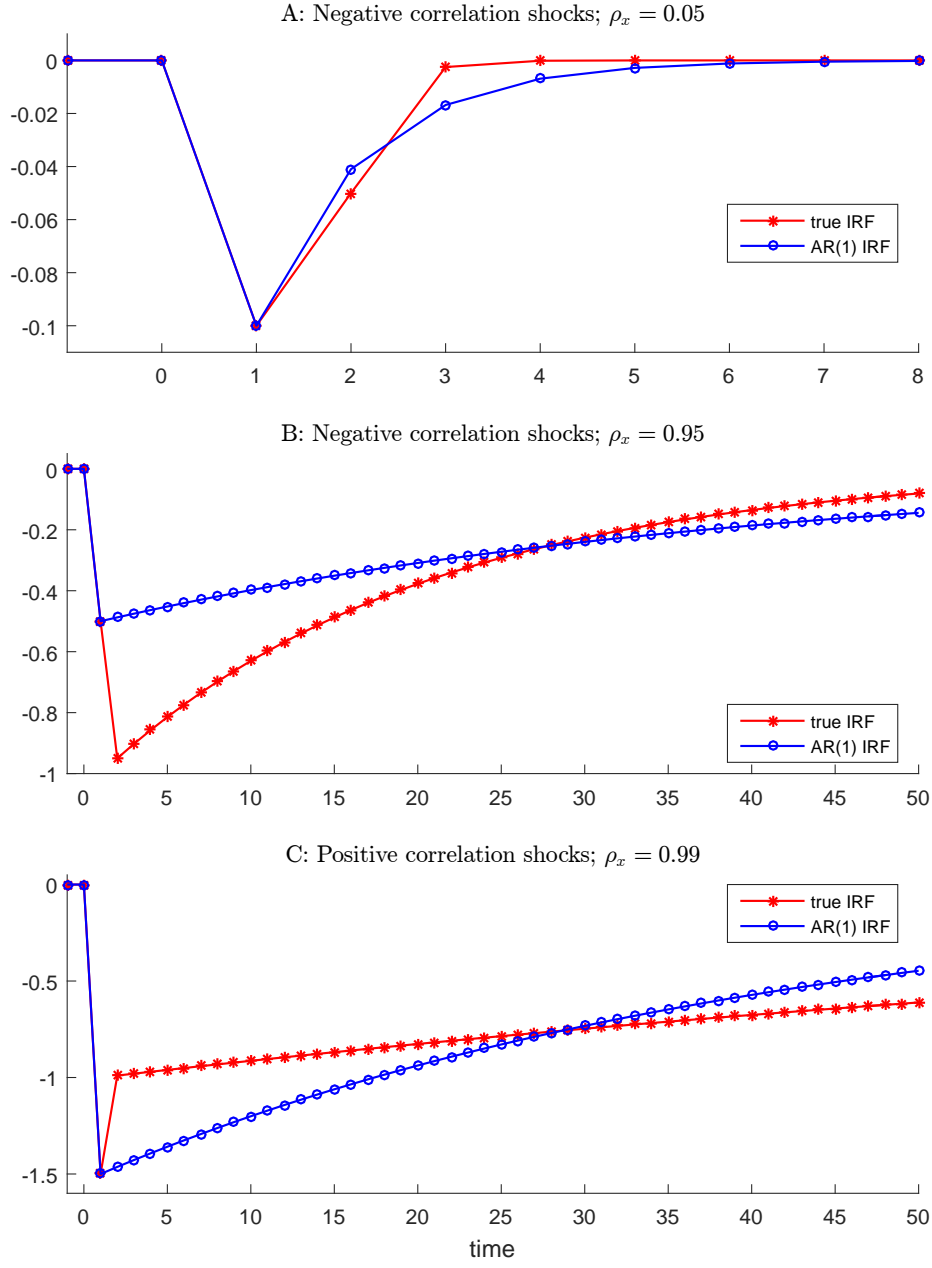 A: Negative correlation shocks; ρₓ = 0.05
0
-0.02
-0.04
-0.06
-0.08
-0.1
true IRF
AR(1) IRF
0 1 2 3 4 5 6 7 8
B: Negative correlation shocks; ρₓ = 0.95
0
-0.2
-0.4
-0.6
-0.8
-1
true IRF
AR(1) IRF
0 5 10 15 20 25 30 35 40 45 50
C: Positive correlation shocks; ρₓ = 0.99
0
-0.5
-1
-1.5
true IRF
AR(1) IRF
0 5 10 15 20 25 30 35 40 45 50
time